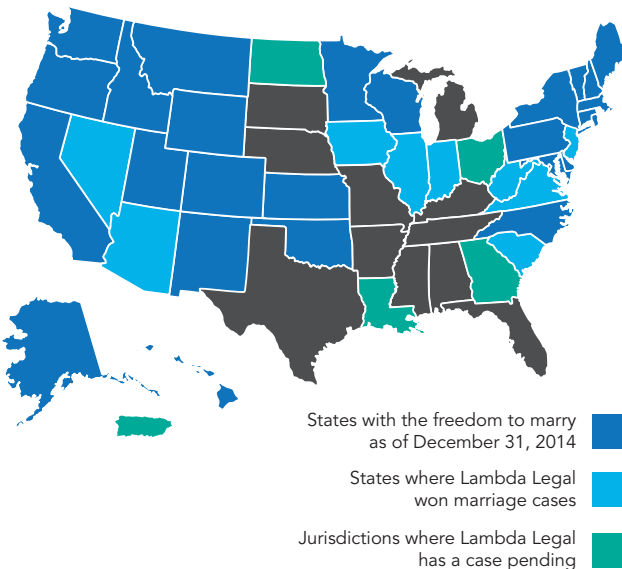 States with the freedom to marry
as of December 31, 2014
States where Lambda Legal
won marriage cases
Jurisdictions where Lambda Legal
has a case pending